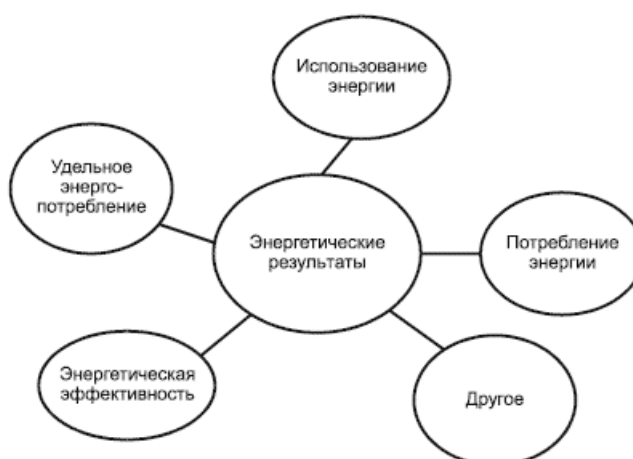 Использование
энергии
Удельное
энерго-
потребление
Энергетические
результаты
Потребление
энергии
Энергетическая
эффективность
Другое